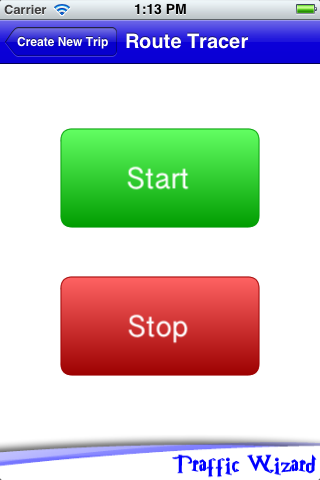 Carrier 1:13 PM
Create New Trip Route Tracer
Start
Stop
Traffic Wizard